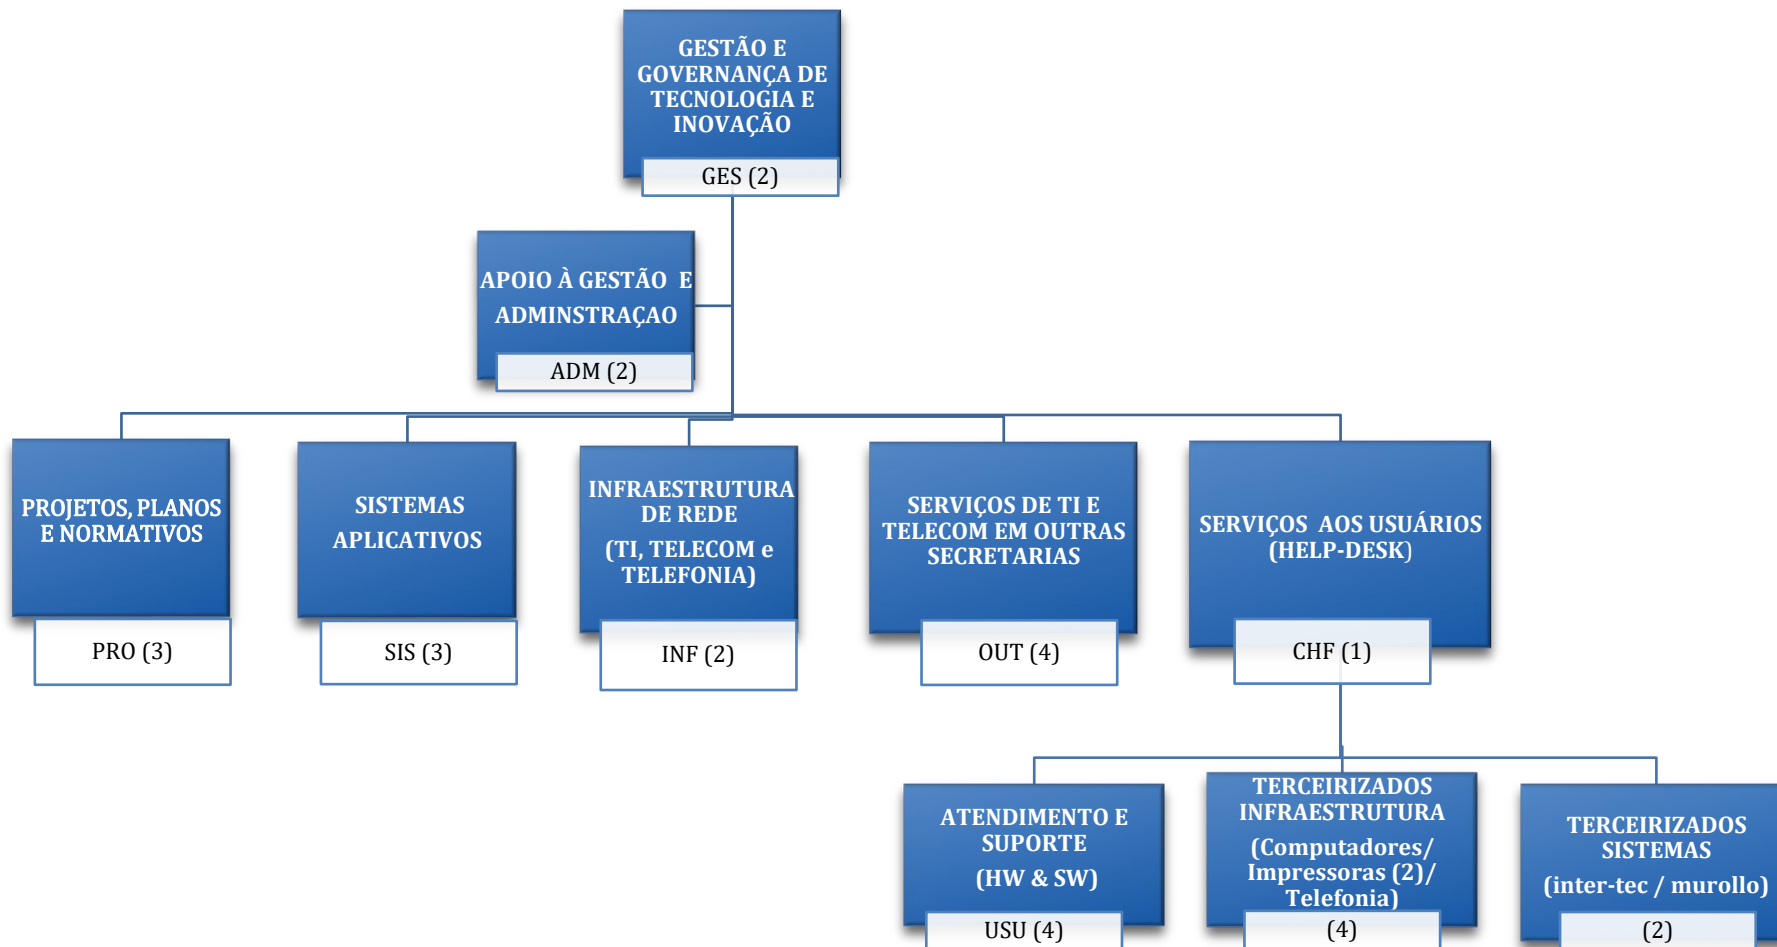 GESTÃO E
GOVERNANÇA DE
TECNOLOGIA E
INOVAÇÃO
GES (2)
APOIO À GESTÃO  E
ADMINSTRAÇAO
ADM (2)
PROJETOS, PLANOS
E NORMATIVOS
PRO (3)
SISTEMAS
APLICATIVOS
SIS (3)
INFRAESTRUTURA
DE REDE
(TI, TELECOM e
TELEFONIA)
INF (2)
SERVIÇOS DE TI E
TELECOM EM OUTRAS
SECRETARIAS
OUT (4)
SERVIÇOS  AOS USUÁRIOS
(HELP-DESK)
CHF (1)
ATENDIMENTO E
SUPORTE
(HW & SW)
USU (4)
TERCEIRIZADOS
INFRAESTRUTURA
(Computadores/
Impressoras (2)/
Telefonia)
(4)
TERCEIRIZADOS
SISTEMAS
(inter-tec / murollo)
(2)